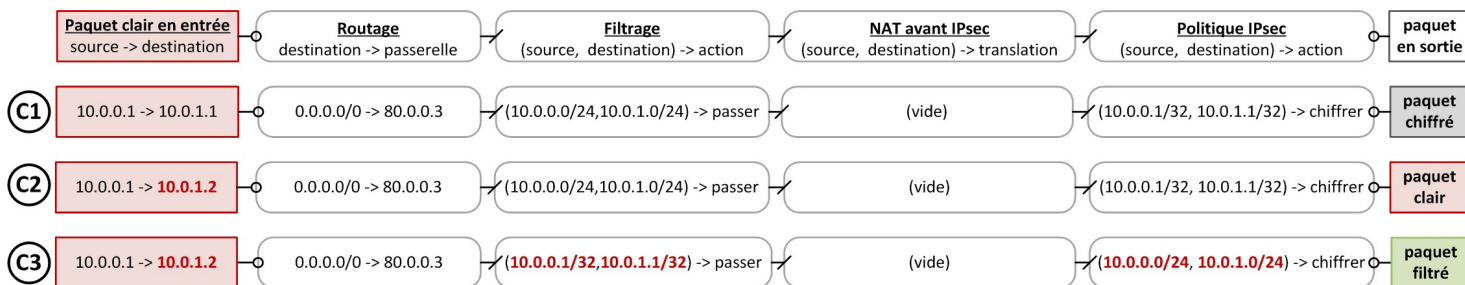 Paquet clair en entrée
source -> destination
Routage
destination -> passerelle
Filtrage
(source, destination) -> action
NAT avant IPsec
(source, destination) -> translation
Politique IPsec
(source, destination) -> action
paquet
en sortie
C1
10.0.0.1 -> 10.0.1.1
0.0.0.0/0 -> 80.0.0.3
(10.0.0.0/24,10.0.1.0/24) -> passer
(vide)
(10.0.0.1/32, 10.0.1.1/32) -> chiffrer
paquet
chiffré
C2
10.0.0.1 -> 10.0.1.2
0.0.0.0/0 -> 80.0.0.3
(10.0.0.0/24,10.0.1.0/24) -> passer
(vide)
(10.0.0.1/32, 10.0.1.1/32) -> chiffrer
paquet
clair
C3
10.0.0.1 -> 10.0.1.2
0.0.0.0/0 -> 80.0.0.3
(10.0.0.1/32,10.0.1.1/32) -> passer
(vide)
(10.0.0.0/24, 10.0.1.0/24) -> chiffrer
paquet
filtré